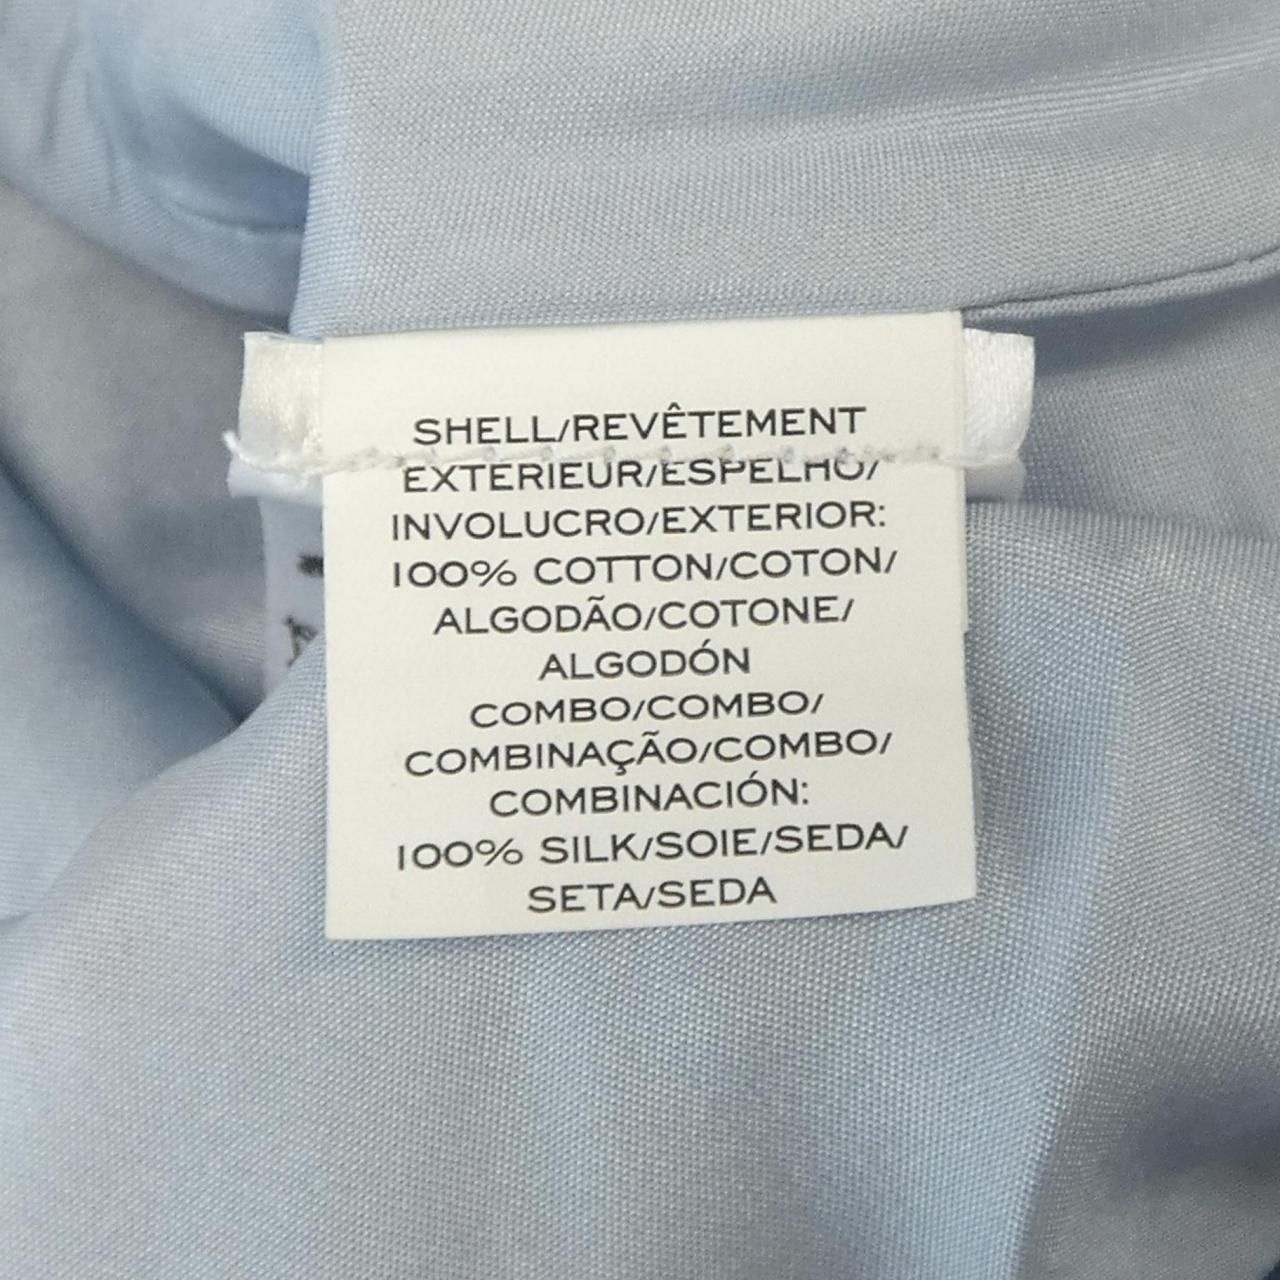 SHELL/REVÊTEMENT
EXTERIEUR/ESPELHO/
INVOLUCRO/EXTERIOR:
100% COTTON/COTON/
ALGODÃO/COTONE/
ALGODÓN
COMBO/COMBO/
COMBINAÇÃO/COMBO/
COMBINACIÓN:
100% SILK/SOIE/SEDA/
SETA/SEDA